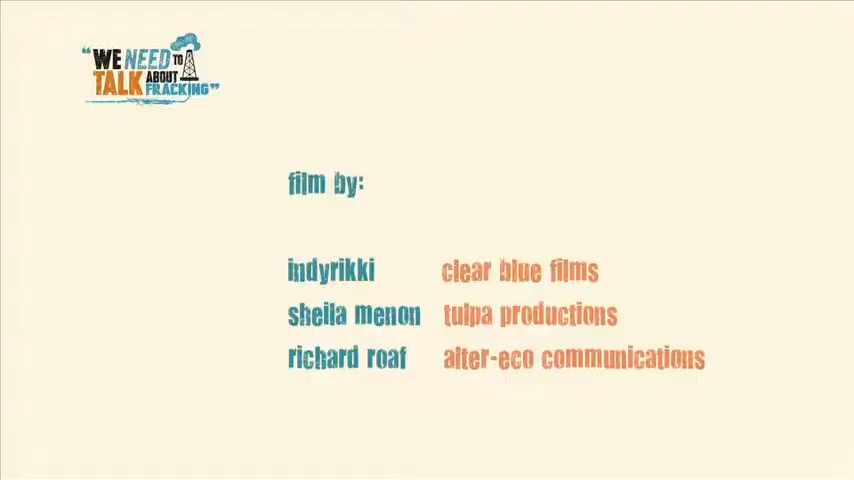 "WE NEED TO
TALK ABOUT
FRACKING"
film by:
indyrikki clear blue films
sheila menon tulpa productions
richard roaf alter-eco communications